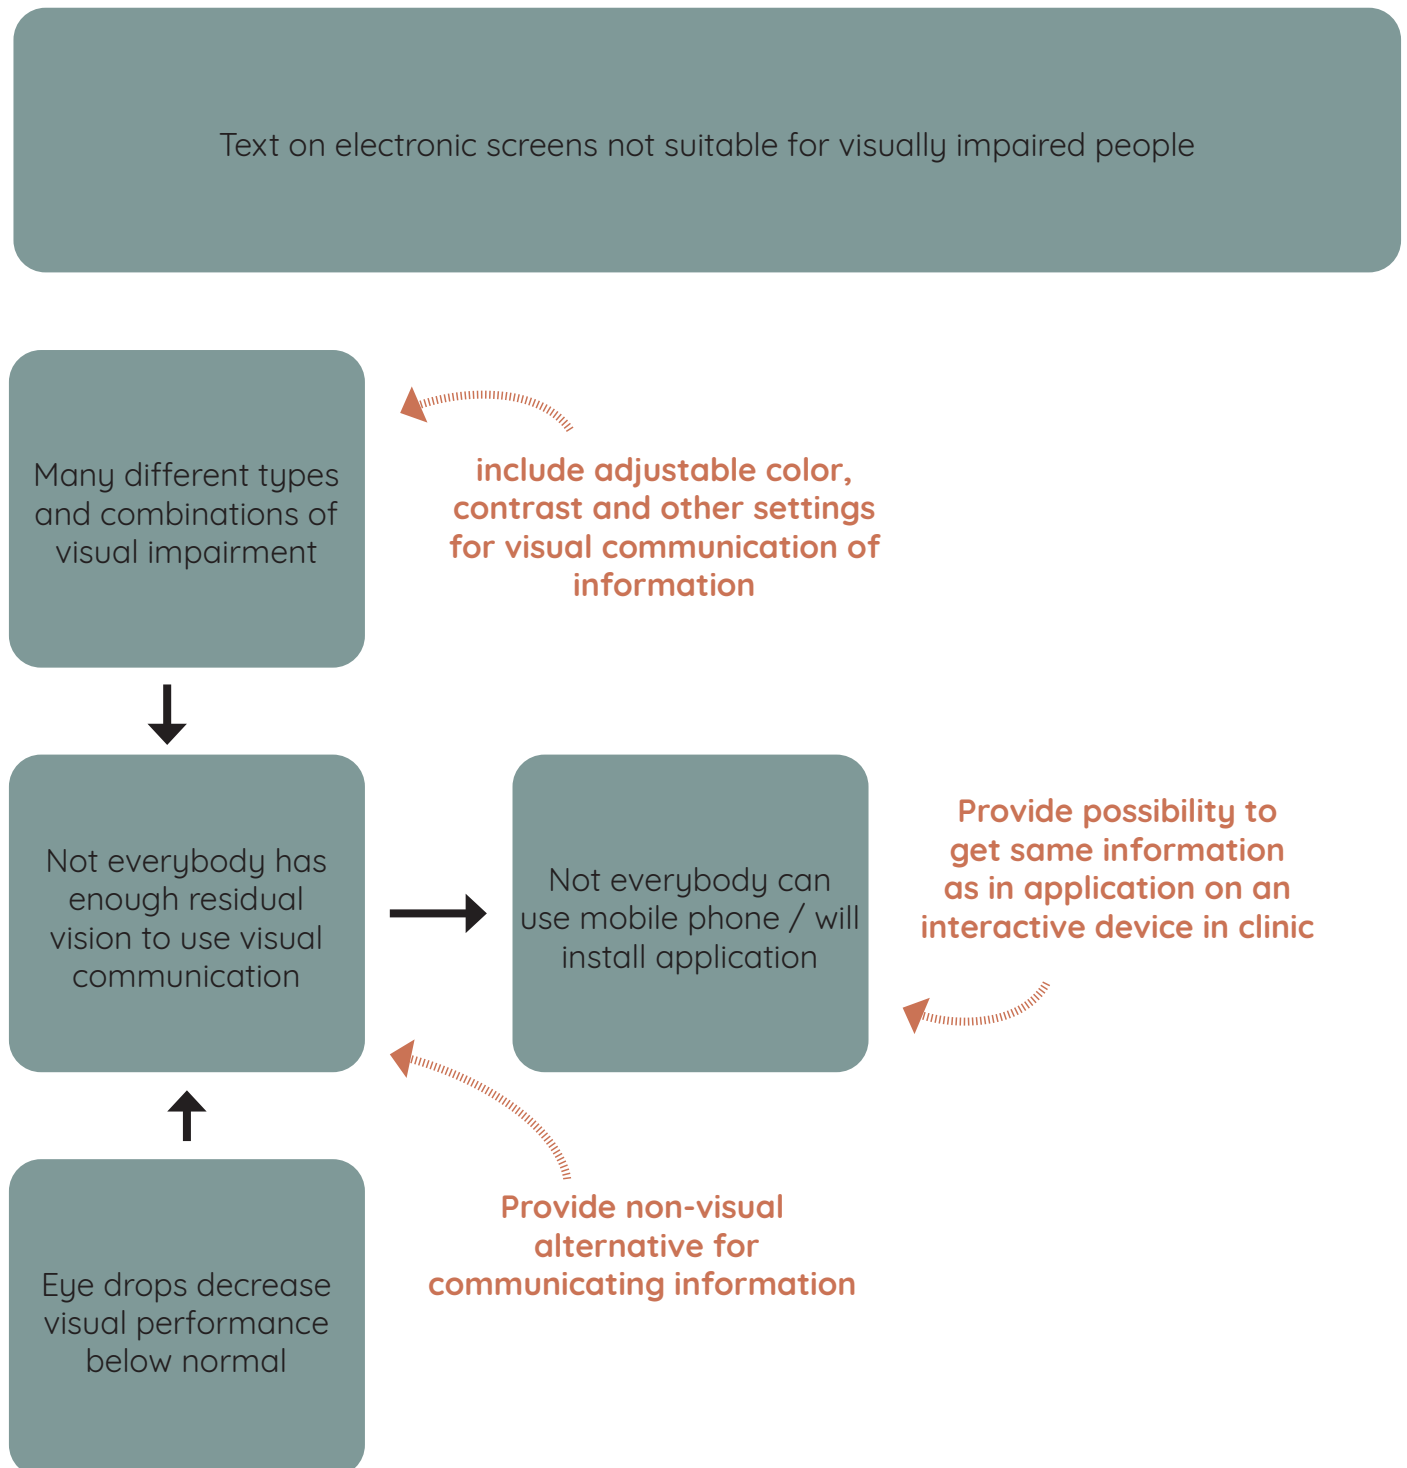 Text on electronic screens not suitable for visually impaired people
Many different types
and combinations of
visual impairment
include adjustable color,
contrast and other settings
for visual communication of
information
Not everybody has
enough residual
vision to use visual
communication
Not everybody can
use mobile phone / will
install application
Provide possibility to
get same information
as in application on an
interactive device in clinic
Provide non-visual
alternative for
communicating information
Eye drops decrease
visual performance
below normal